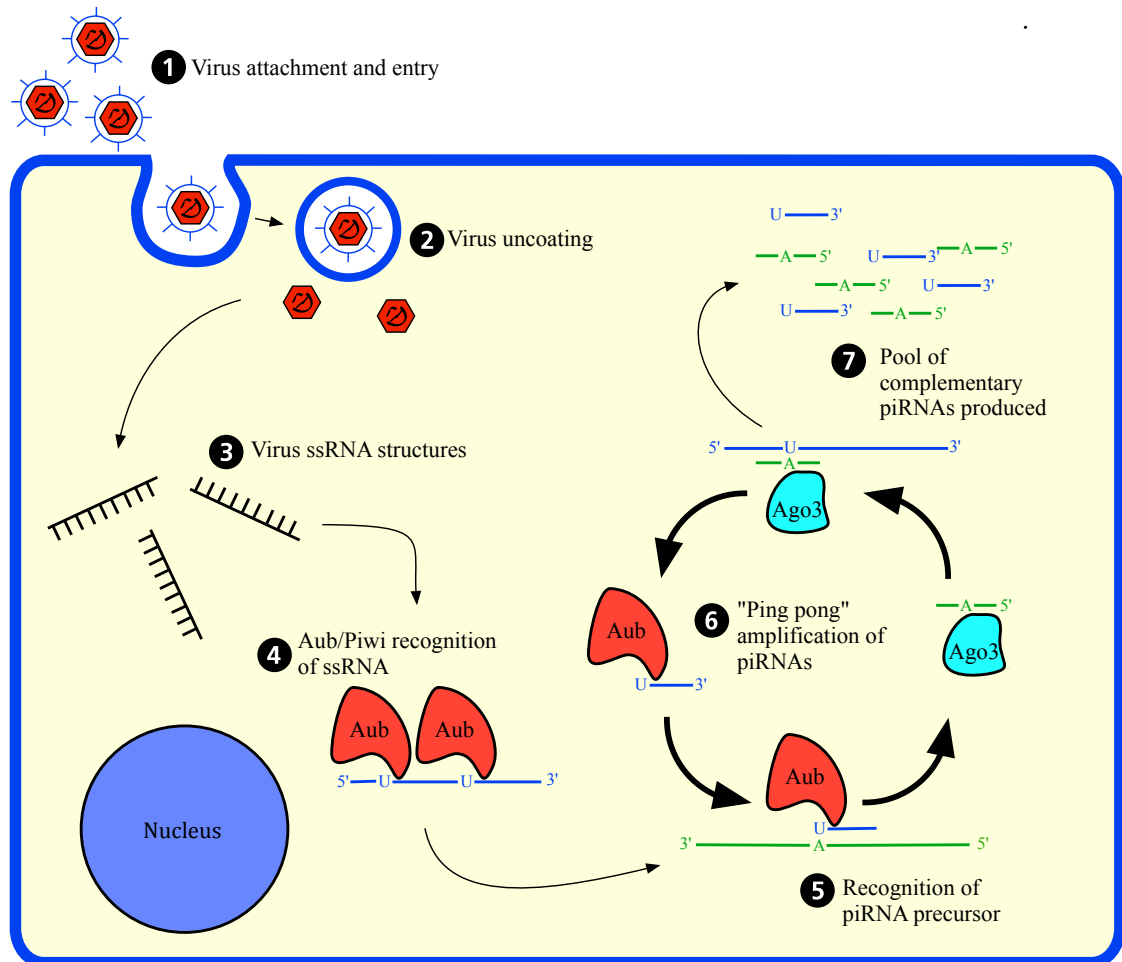 1 Virus attachment and entry
2 Virus uncoating
U 3'
A 5'
U 3'
A 5'
A 5'
U 3'
U 3'
A 5'
7 Pool of
complementary
piRNAs produced
3 Virus ssRNA structures
5' U 3'
A
Ago3
6 "Ping pong"
amplification of
piRNAs
Aub
U 3'
A 5'
Ago3
4 Aub/Piwi recognition
of ssRNA
Aub Aub
5' U U 3'
Aub
U
3' A 5'
Nucleus
5 Recognition of
piRNA precursor